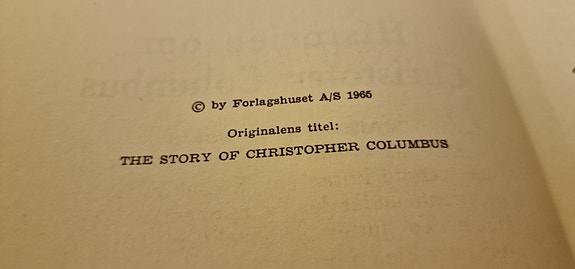 © by Forlagshuset A/S 1965
Originalens titel:
THE STORY OF CHRISTOPHER COLUMBUS